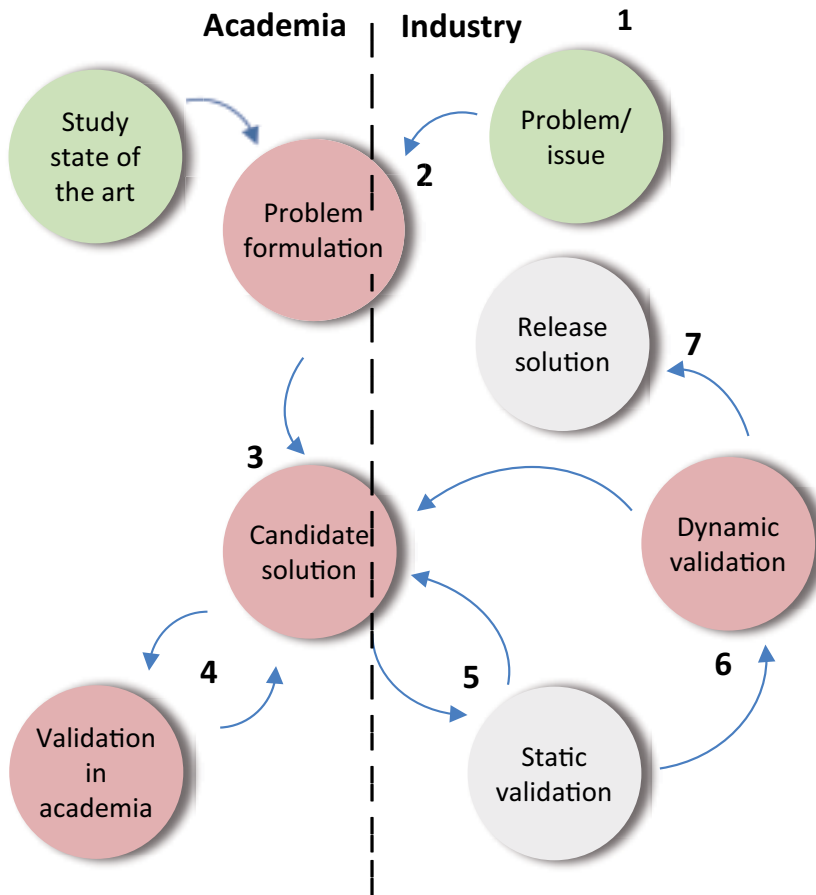 Academia
Industry
1
Study
state of
the art
Problem/
issue
2
Problem
formulation
Release
solution
7
3
Candidate
solution
Dynamic
validation
4
5
6
Validation
in
academia
Static
validation